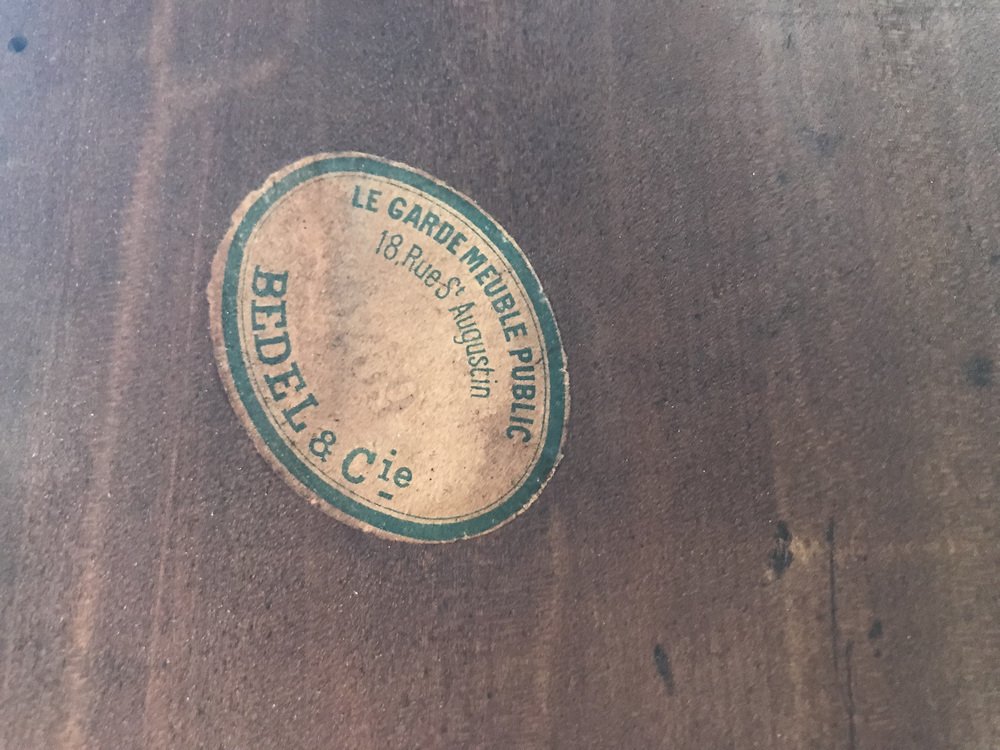 LE GARDE MEUBLE PUBLIC
18, Rue St Augustin
BEDEL & Cie